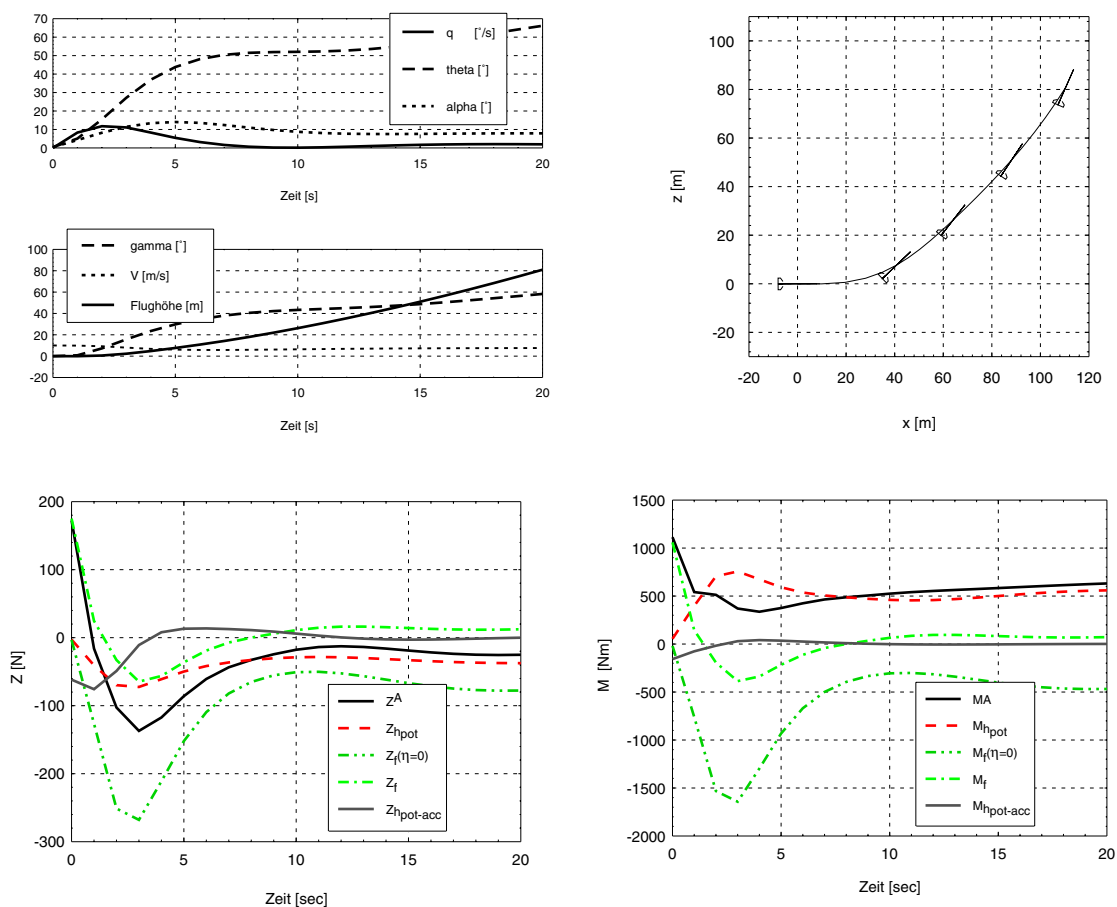 70
60
50
40
30
20
10
0
q [°/s]
theta [°]
alpha [°]
0 5 10 15 20
Zeit [s]
100
80
60
40
20
0
-20
gamma [°]
V [m/s]
Flughöhe [m]
0 5 10 15 20
Zeit [s]
z [m]
100
80
60
40
20
0
-20
-20 0 20 40 60 80 100 120
x [m]
Z [N]
200
100
0
-100
-200
-300
Z^A
Z_hpot
Z_f(η=0)
Z_f
Z_hpot-acc
0 5 10 15 20
Zeit [sec]
M [Nm]
1500
1000
500
0
-500
-1000
-1500
-2000
MA
M_hpot
M_f(η=0)
M_f
M_hpot-acc
0 5 10 15 20
Zeit [sec]